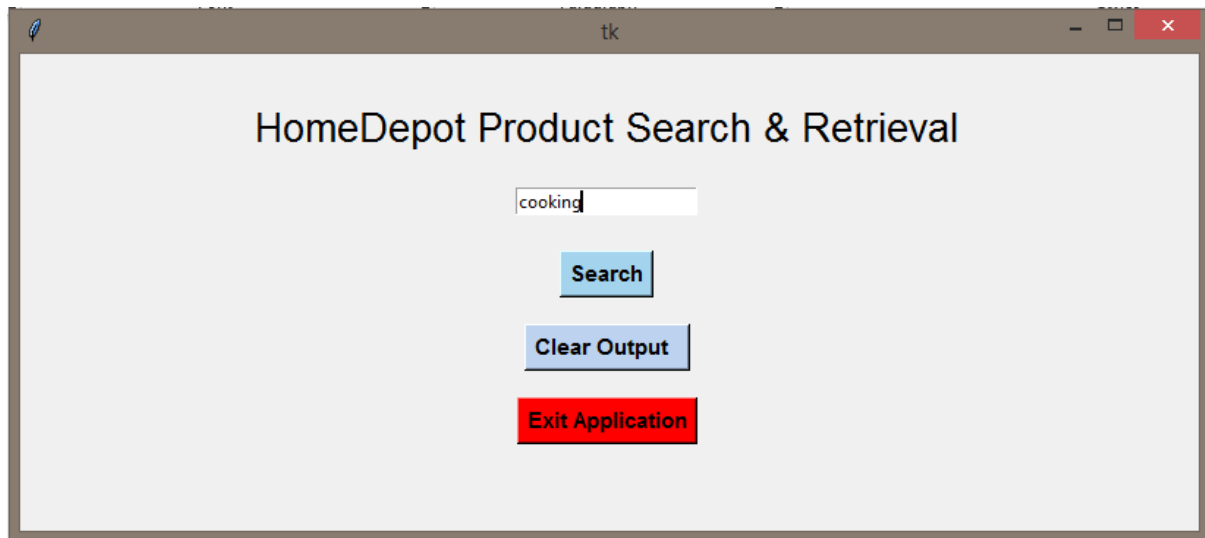 tk
HomeDepot Product Search & Retrieval
cooking
Search
Clear Output
Exit Application